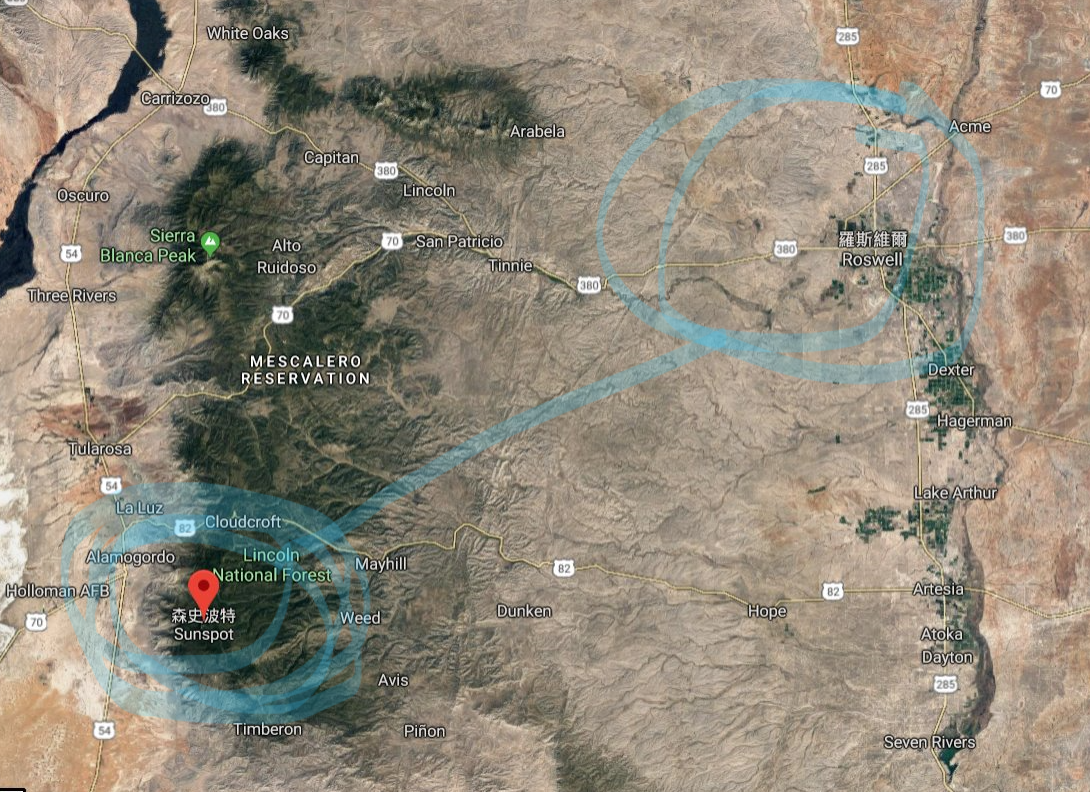 White Oaks
285
70
Carrizozo
380
Acme
Arabela
Capitan
285
380
Lincoln
Oscuro
Sierra
Blanca Peak
Alto
70
San Patricio
380
羅斯維爾
Roswell
380
54
Ruidoso
Tinnie
380
Three Rivers
70
MESCALERO
RESERVATION
Dexter
285
Hagerman
Tularosa
54
Lake Arthur
La Luz
82
Cloudcroft
Alamogordo
Lincoln
National Forest
Mayhill
82
Holloman AFB
82
Artesia
70
森史波特
Sunspot
Weed
Dunken
Hope
Atoka
Dayton
Avis
285
54
Timberon
Piñon
Seven Rivers